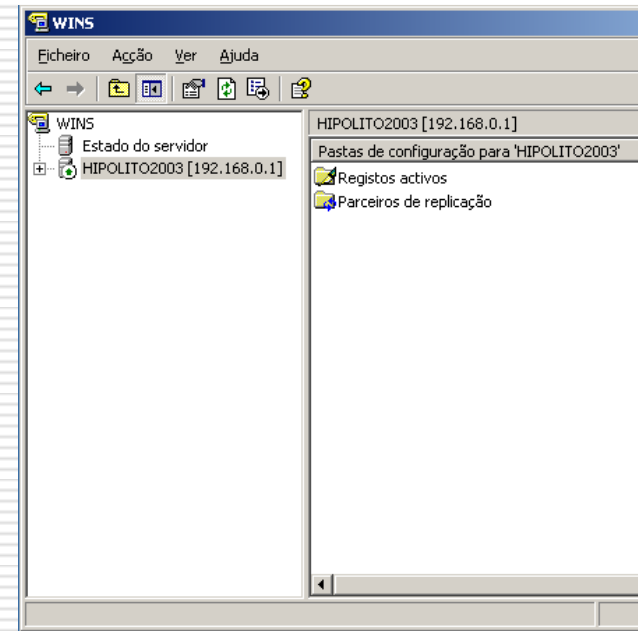 WINS
Ficheiro Acção Ver Ajuda
WINS
Estado do servidor
HIPOLITO2003 [192.168.0.1]
HIPOLITO2003 [192.168.0.1]
Pastas de configuração para 'HIPOLITO2003'
Registos activos
Parceiros de replicação